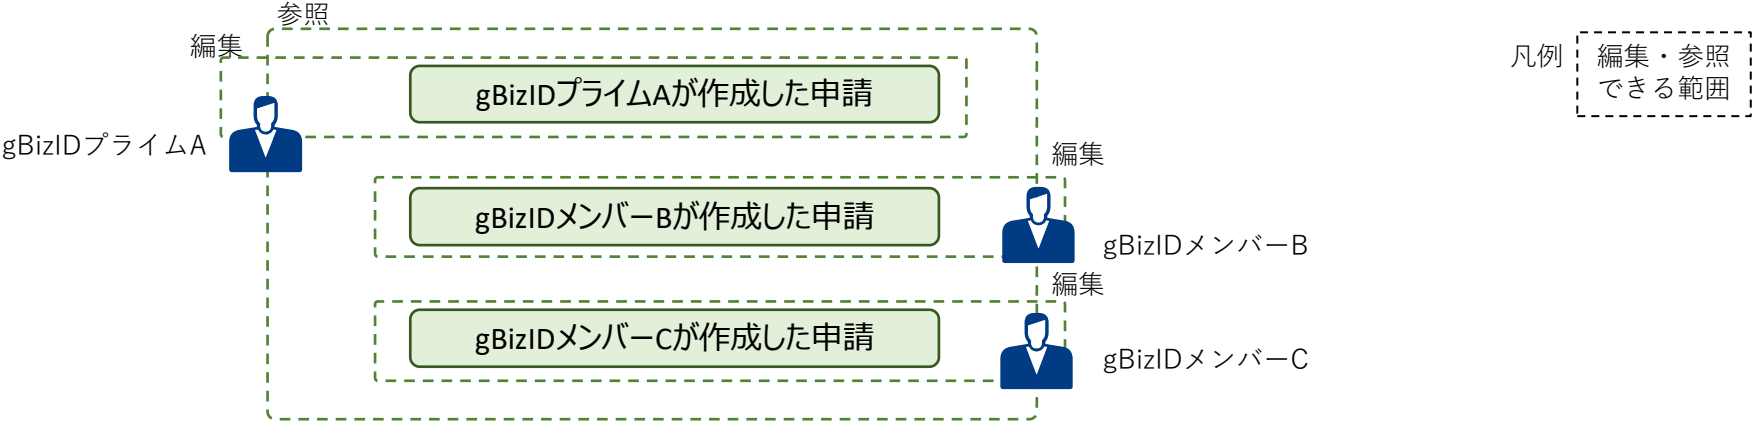 参照
編集
gBizIDプライムAが作成した申請
gBizIDプライムA
編集
gBizIDメンバーBが作成した申請
gBizIDメンバーB
編集
gBizIDメンバーCが作成した申請
gBizIDメンバーC
凡例
編集・参照
できる範囲